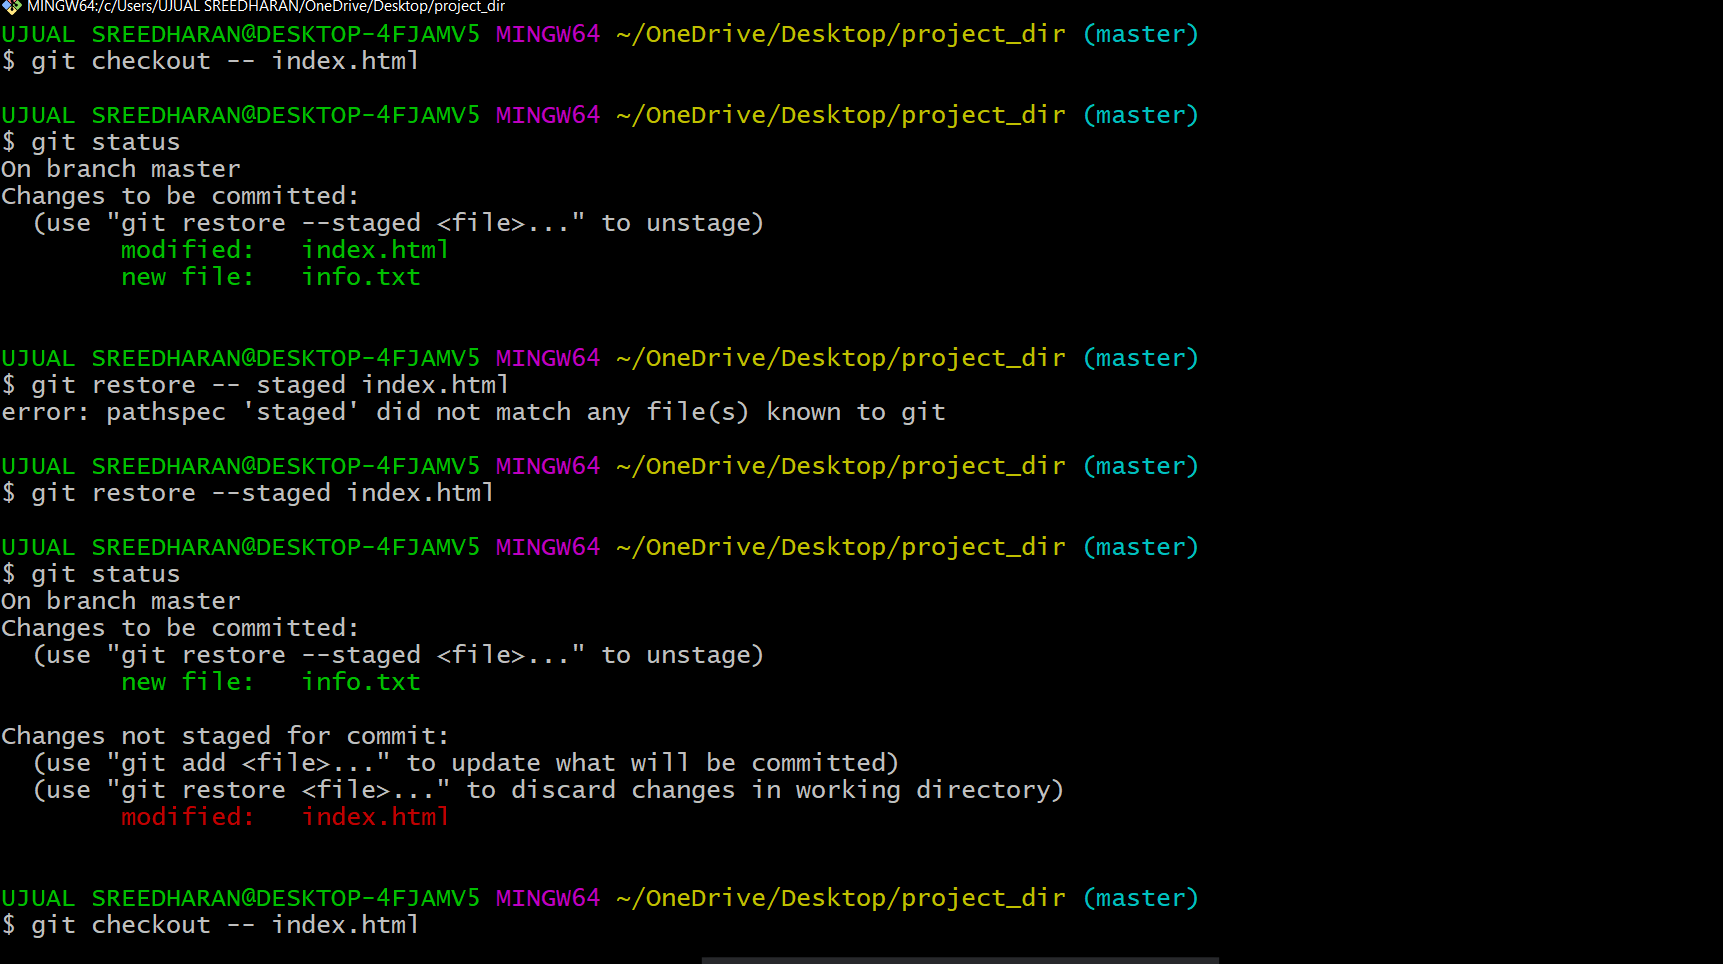 MINGW64:/c/Users/UJUAL SREEDHARAN/OneDrive/Desktop/project_dir
UJUAL SREEDHARAN@DESKTOP-4FJAMV5 MINGW64 ~/OneDrive/Desktop/project_dir (master)
$ git checkout -- index.html
UJUAL SREEDHARAN@DESKTOP-4FJAMV5 MINGW64 ~/OneDrive/Desktop/project_dir (master)
$ git status
On branch master
Changes to be committed:
  (use "git restore --staged <file>..." to unstage)
        modified:   index.html
        new file:   info.txt
UJUAL SREEDHARAN@DESKTOP-4FJAMV5 MINGW64 ~/OneDrive/Desktop/project_dir (master)
$ git restore -- staged index.html
error: pathspec 'staged' did not match any file(s) known to git
UJUAL SREEDHARAN@DESKTOP-4FJAMV5 MINGW64 ~/OneDrive/Desktop/project_dir (master)
$ git restore --staged index.html
UJUAL SREEDHARAN@DESKTOP-4FJAMV5 MINGW64 ~/OneDrive/Desktop/project_dir (master)
$ git status
On branch master
Changes to be committed:
  (use "git restore --staged <file>..." to unstage)
        new file:   info.txt
Changes not staged for commit:
  (use "git add <file>..." to update what will be committed)
  (use "git restore <file>..." to discard changes in working directory)
        modified:   index.html
UJUAL SREEDHARAN@DESKTOP-4FJAMV5 MINGW64 ~/OneDrive/Desktop/project_dir (master)
$ git checkout -- index.html